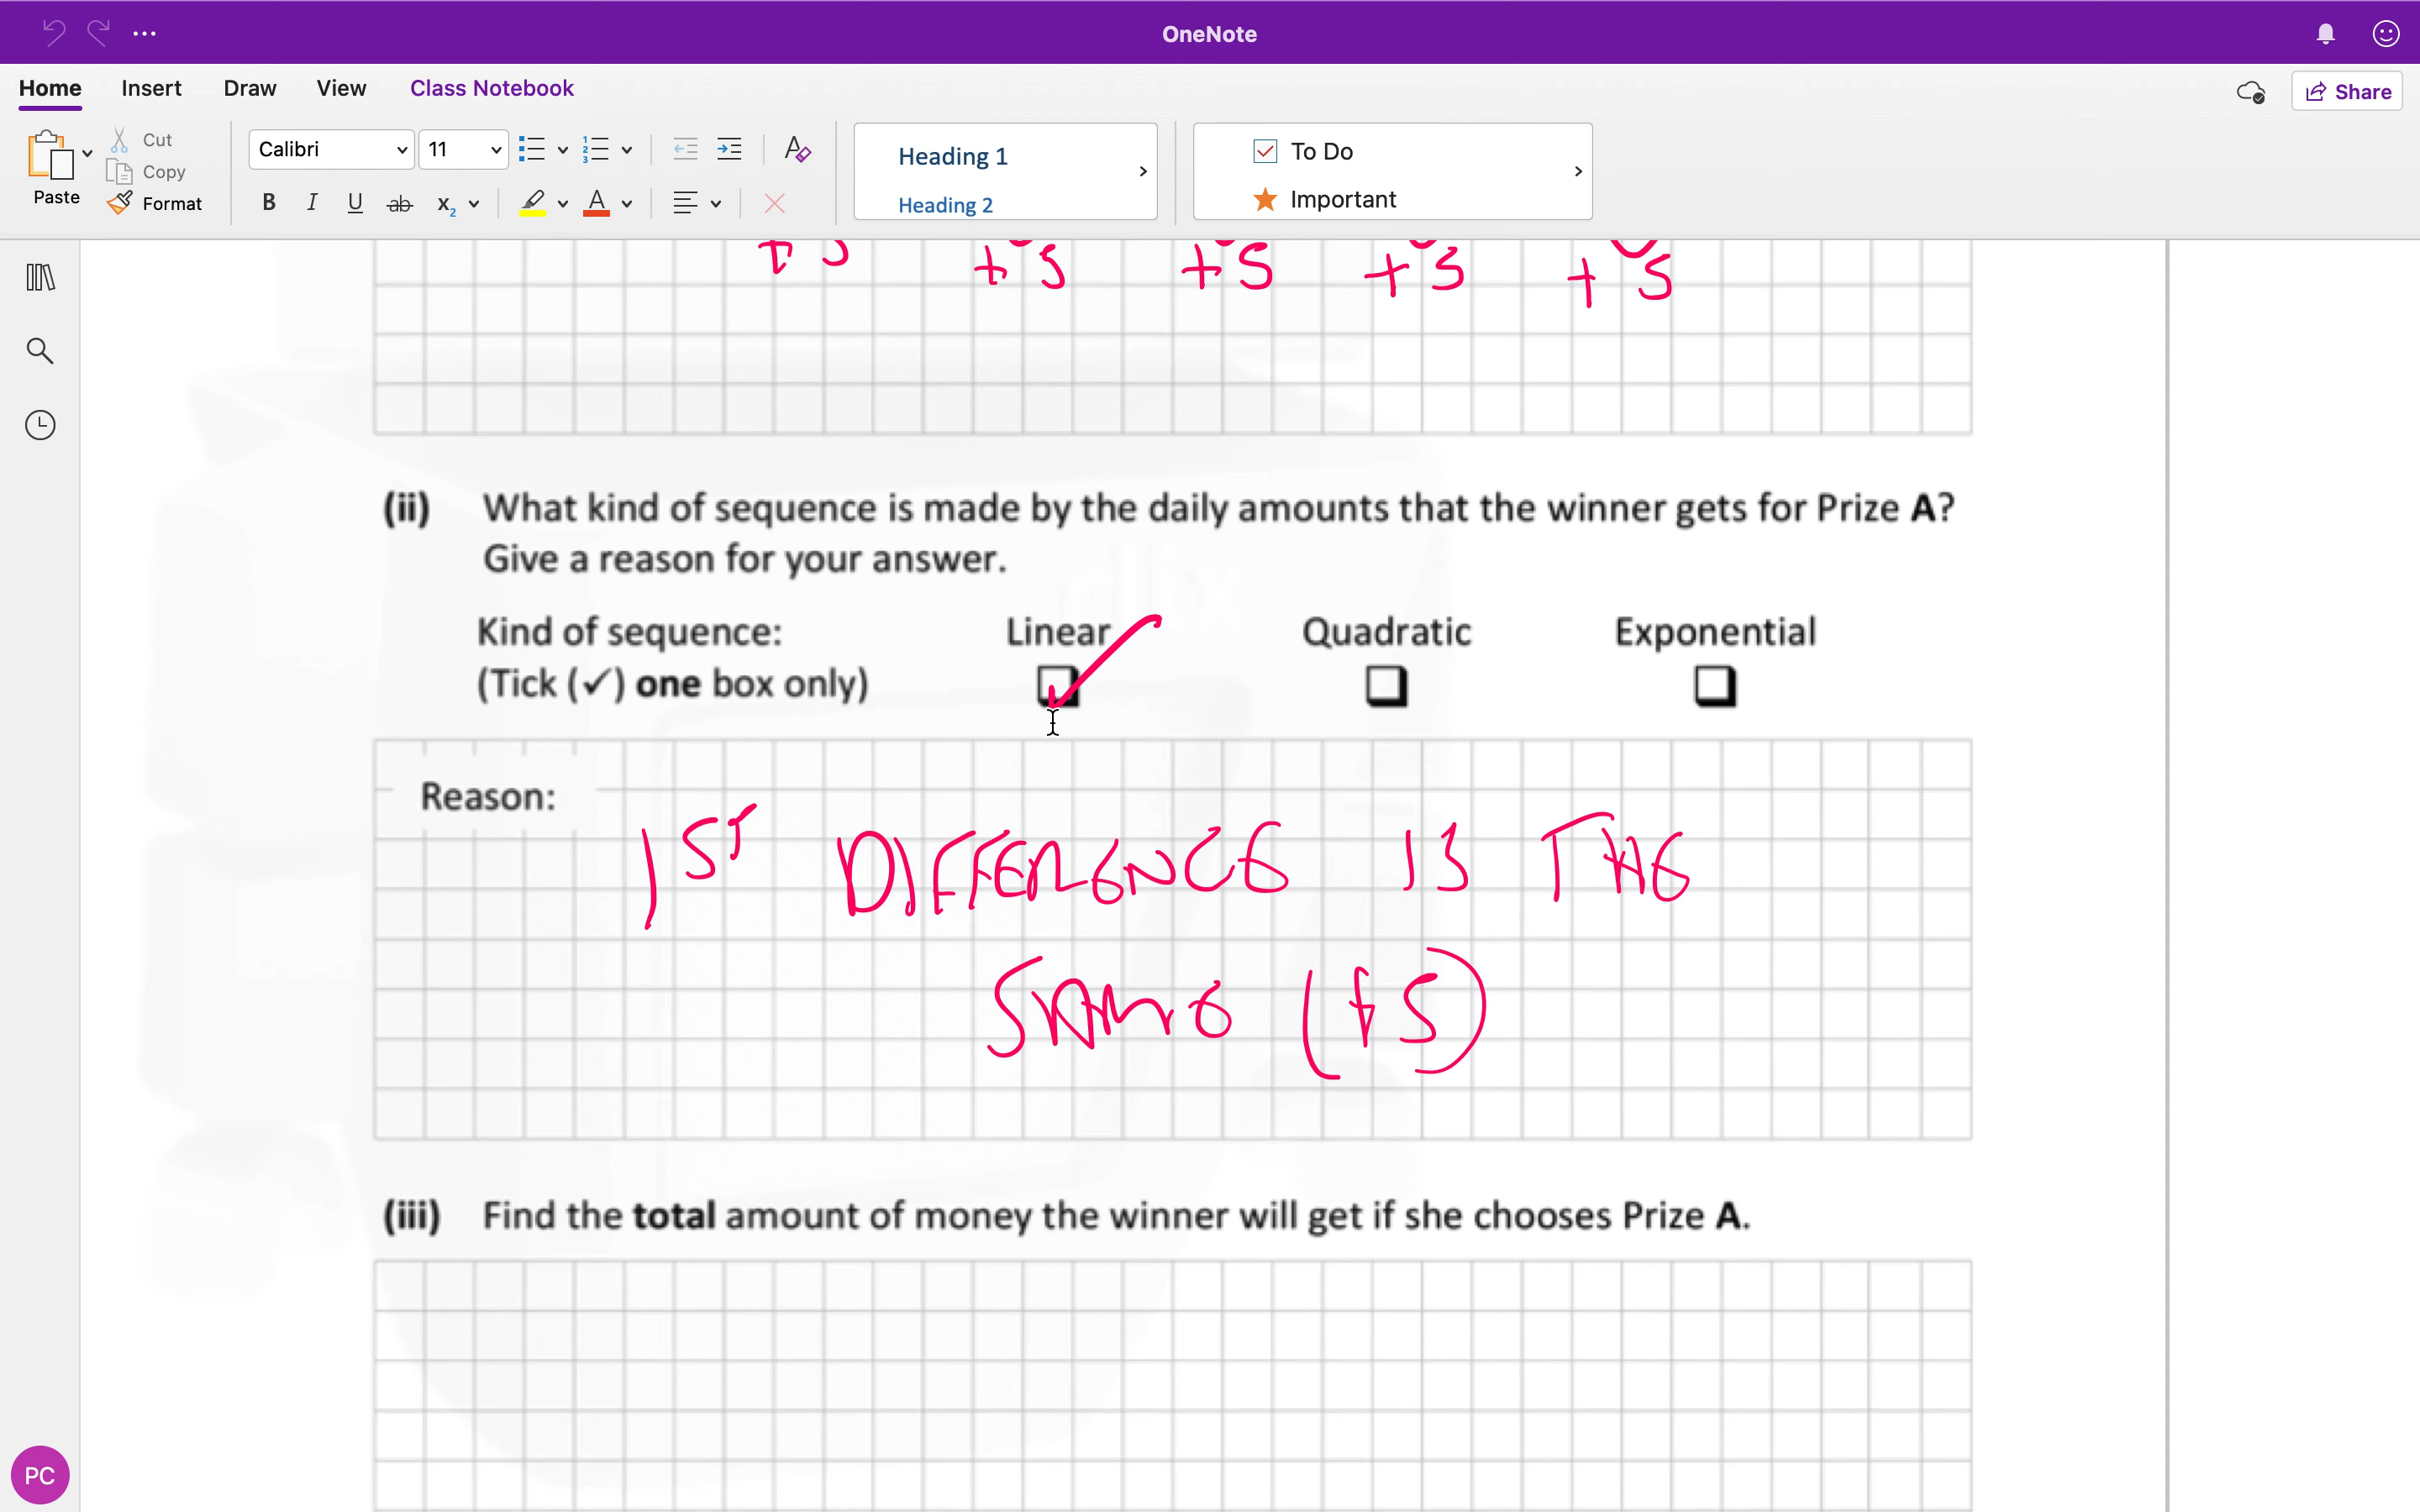 OneNote
Home Insert Draw View Class Notebook Share
Paste Cut Copy Format
Calibri 11
B I U ab x₂ A
Heading 1
Heading 2
To Do
Important
+5 +5 +5 +5 +5
(ii) What kind of sequence is made by the daily amounts that the winner gets for Prize A?
Give a reason for your answer.
Kind of sequence: Linear Quadratic Exponential
(Tick (✓) one box only)
Reason:
1ST DIFFERENCE IS THE
SAME (+5)
(iii) Find the total amount of money the winner will get if she chooses Prize A.
PC